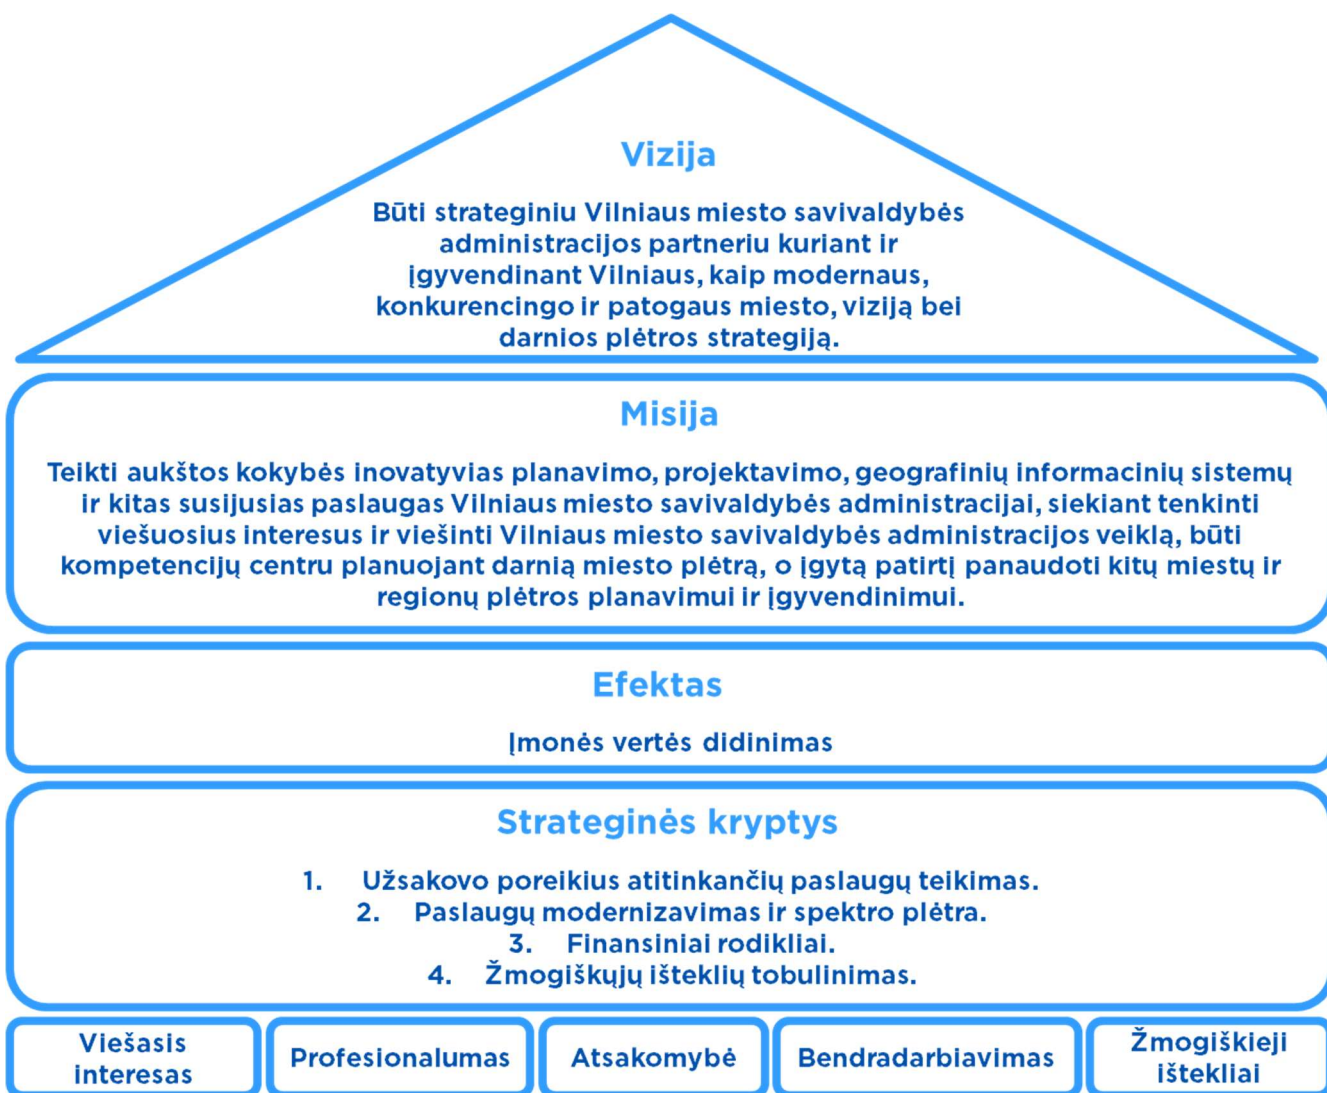 Vizija
Būti strateginiu Vilniaus miesto savivaldybės
administracijos partneriu kuriant ir
įgyvendinant Vilniaus, kaip modernaus,
konkurencingo ir patogaus miesto, viziją bei
darnios plėtros strategiją.
Misija
Teikti aukštos kokybės inovatyvias planavimo, projektavimo, geografinių informacinių sistemų
ir kitas susijusias paslaugas Vilniaus miesto savivaldybės administracijai, siekiant tenkinti
viešuosius interesus ir viešinti Vilniaus miesto savivaldybės administracijos veiklą, būti
kompetencijų centru planuojant darnią miesto plėtrą, o įgytą patirtį panaudoti kitų miestų ir
regionų plėtros planavimui ir įgyvendinimui.
Efektas
Įmonės vertės didinimas
Strateginės kryptys
1. Užsakovo poreikius atitinkančių paslaugų teikimas.
2. Paslaugų modernizavimas ir spektro plėtra.
3. Finansiniai rodikliai.
4. Žmogiškųjų išteklių tobulinimas.
Viešasis
interesas
Profesionalumas
Atsakomybė
Bendradarbiavimas
Žmogiškieji
ištekliai